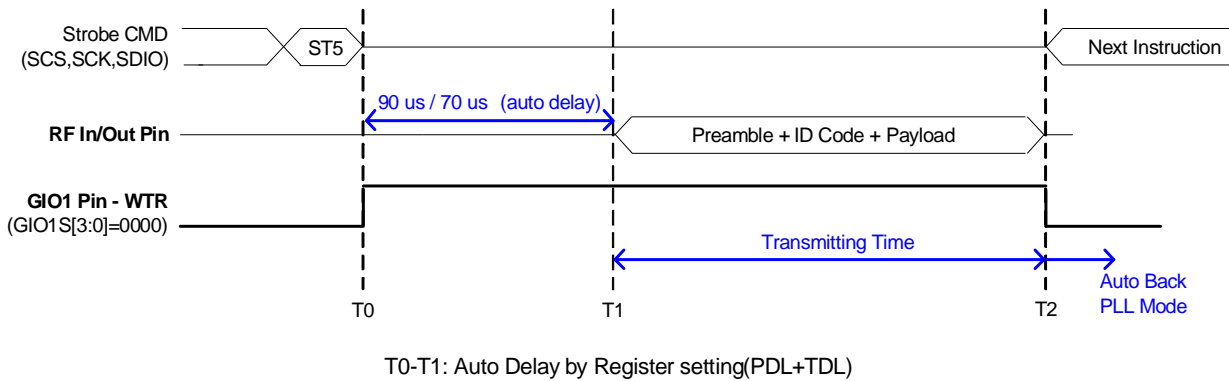 Strobe CMD
(SCS,SCK,SDIO)
ST5
Next Instruction
90 us / 70 us (auto delay)
RF In/Out Pin
Preamble + ID Code + Payload
GIO1 Pin - WTR
(GIO1S[3:0]=0000)
Transmitting Time
Auto Back
PLL Mode
T0
T1
T2
T0-T1: Auto Delay by Register setting(PDL+TDL)